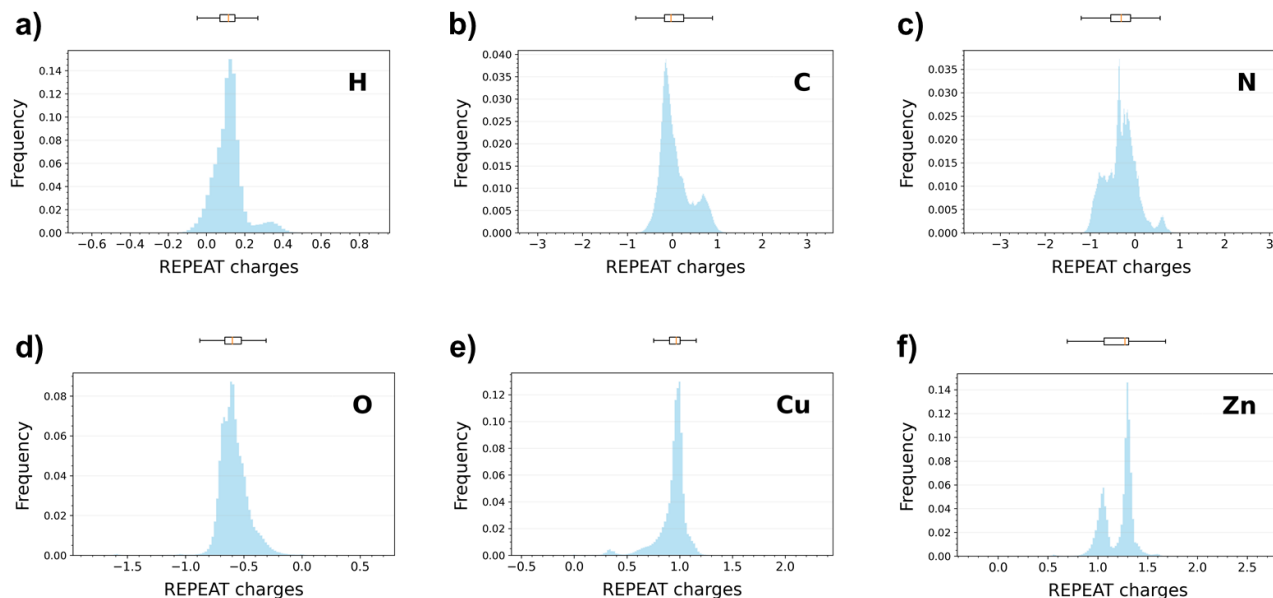 a)
H
0.14
0.12
0.10
0.08
0.06
0.04
0.02
0.00
Frequency
−0.6 −0.4 −0.2 0.0 0.2 0.4 0.6 0.8
REPEAT charges
b)
C
0.040
0.035
0.030
0.025
0.020
0.015
0.010
0.005
0.000
Frequency
−3 −2 −1 0 1 2 3
REPEAT charges
c)
N
0.035
0.030
0.025
0.020
0.015
0.010
0.005
0.000
Frequency
−3 −2 −1 0 1 2 3
REPEAT charges
d)
O
0.08
0.06
0.04
0.02
0.00
Frequency
−1.5 −1.0 −0.5 0.0 0.5
REPEAT charges
e)
Cu
0.12
0.10
0.08
0.06
0.04
0.02
0.00
Frequency
−0.5 0.0 0.5 1.0 1.5 2.0
REPEAT charges
f)
Zn
0.14
0.12
0.10
0.08
0.06
0.04
0.02
0.00
Frequency
0.0 0.5 1.0 1.5 2.0 2.5
REPEAT charges